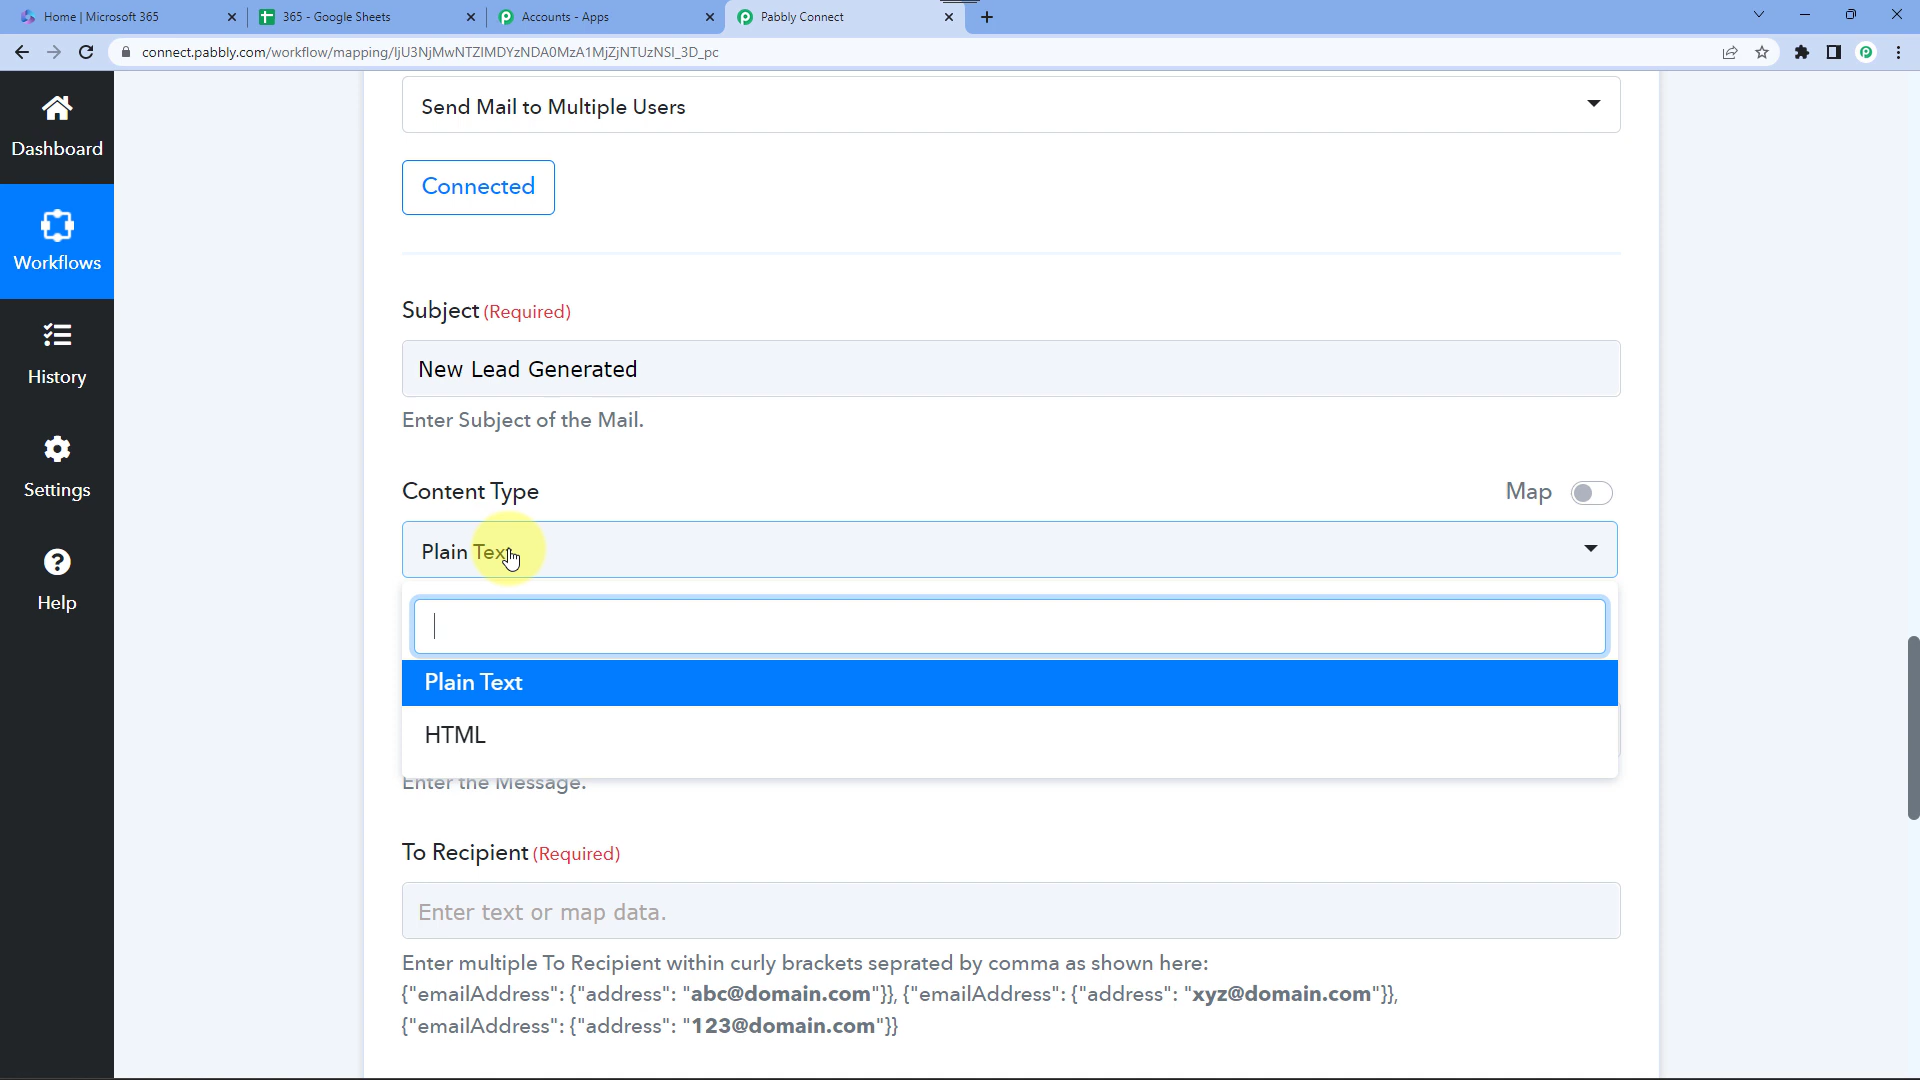 Home | Microsoft 365
365 - Google Sheets
Accounts - Apps
Pabbly Connect
connect.pabbly.com/workflow/mapping/IjU3NjMwNTZIMDYzNDA0MzA1MjZjNTUzNSI_3D_pc
Dashboard
Workflows
History
Settings
Help
Send Mail to Multiple Users
Connected
Subject (Required)
New Lead Generated
Enter Subject of the Mail.
Content Type
Map
Plain Text
Plain Text
HTML
Enter the Message.
To Recipient (Required)
Enter text or map data.
Enter multiple To Recipient within curly brackets seprated by comma as shown here:
{"emailAddress": {"address": "abc@domain.com"}}, {"emailAddress": {"address": "xyz@domain.com"}},
{"emailAddress": {"address": "123@domain.com"}}